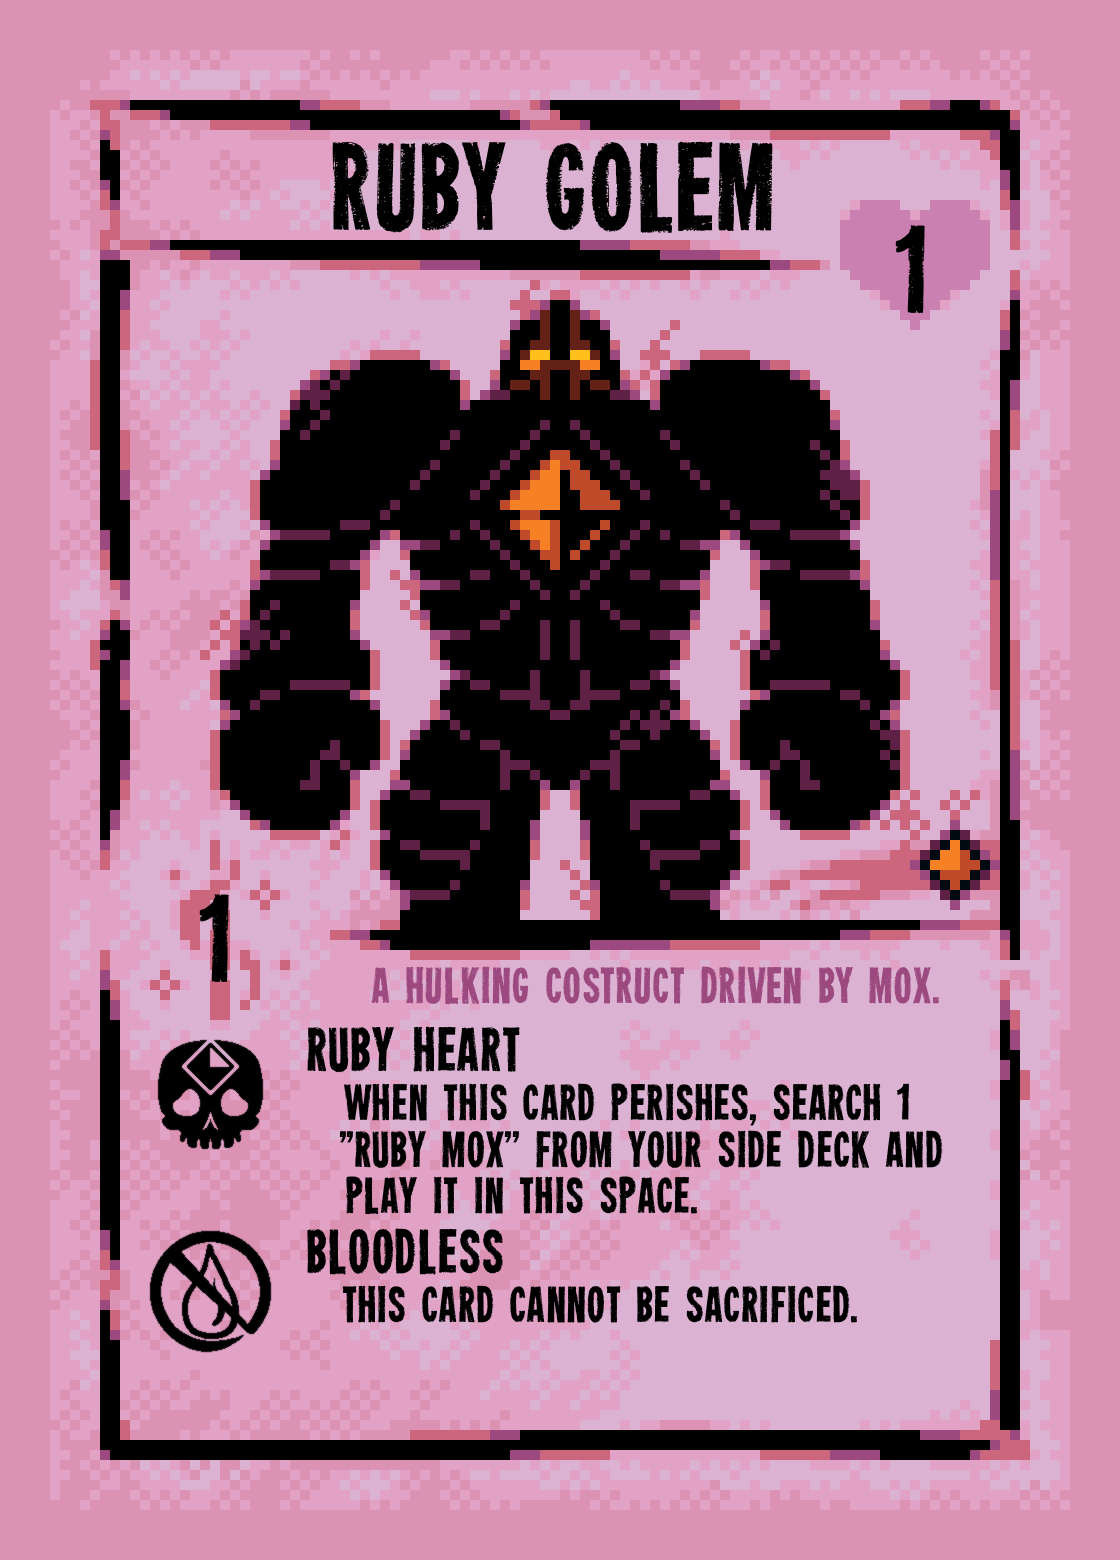 RUBY GOLEM
1
1
A HULKING COSTRUCT DRIVEN BY MOX.
RUBY HEART
WHEN THIS CARD PERISHES, SEARCH 1
"RUBY MOX" FROM YOUR SIDE DECK AND
PLAY IT IN THIS SPACE.
BLOODLESS
THIS CARD CANNOT BE SACRIFICED.